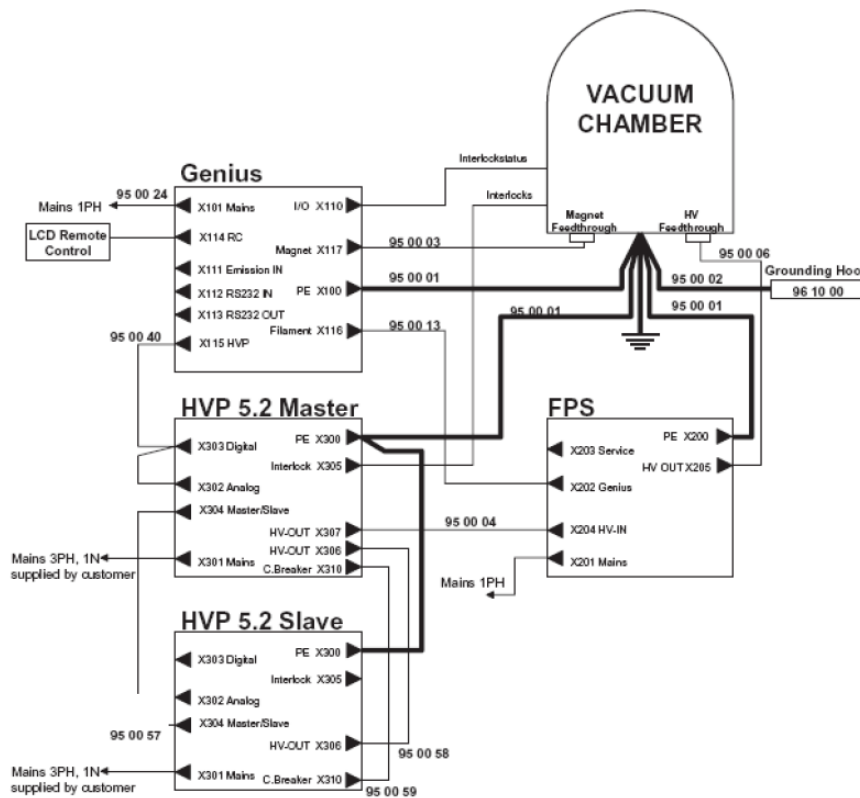 VACUUM
CHAMBER
Interlockstatus
Interlocks
Magnet
Feedthrough
HV
Feedthrough
Genius
95 00 24
Mains 1PH
LCD Remote
Control
X101 Mains
X114 RC
X111 Emission IN
X112 RS232 IN
X113 RS232 OUT
X115 HVP
I/O X110
Magnet X117
PE X100
Filament X116
95 00 03
95 00 01
95 00 13
95 00 40
95 00 01
95 00 06
95 00 02
95 00 01
Grounding Hoo
96 10 00
HVP 5.2 Master
X303 Digital
X302 Analog
X304 Master/Slave
X301 Mains
PE X300
Interlock X305
HV-OUT X307
HV-OUT X306
C.Breaker X310
Mains 3PH, 1N
supplied by customer
95 00 04
FPS
PE X200
X203 Service
HV OUT X205
X202 Genius
X204 HV-IN
X201 Mains
Mains 1PH
HVP 5.2 Slave
X303 Digital
X302 Analog
X304 Master/Slave
X301 Mains
PE X300
Interlock X305
HV-OUT X306
C.Breaker X310
95 00 57
95 00 58
95 00 59
Mains 3PH, 1N
supplied by customer